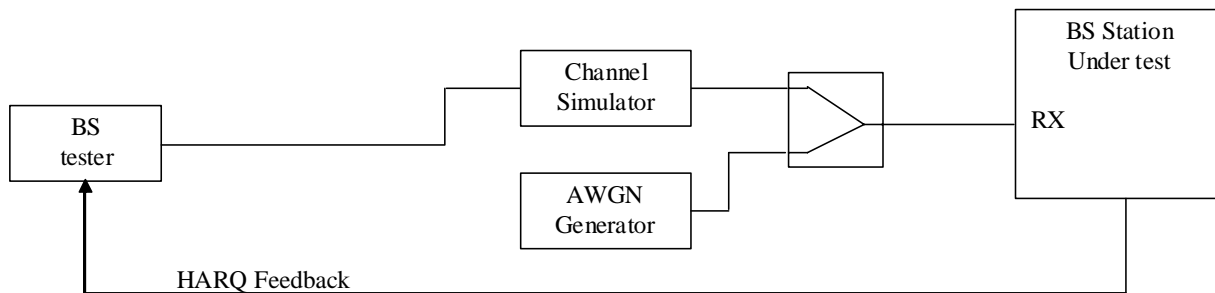 BS
tester
Channel
Simulator
AWGN
Generator
BS Station
Under test
RX
HARQ Feedback